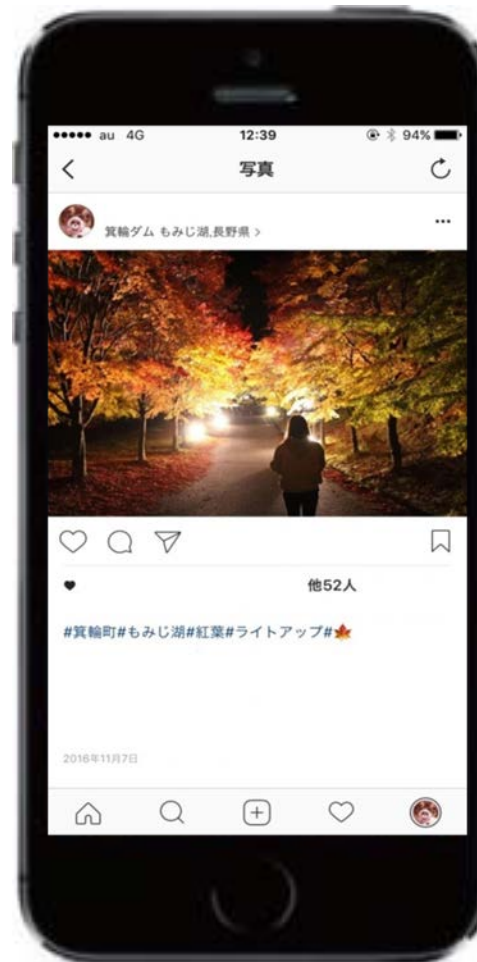 au 4G 12:39 94%
写真
箕輪ダム もみじ湖,長野県 >
他52人
#箕輪町#もみじ湖#紅葉#ライトアップ#🍁
2016年11月7日